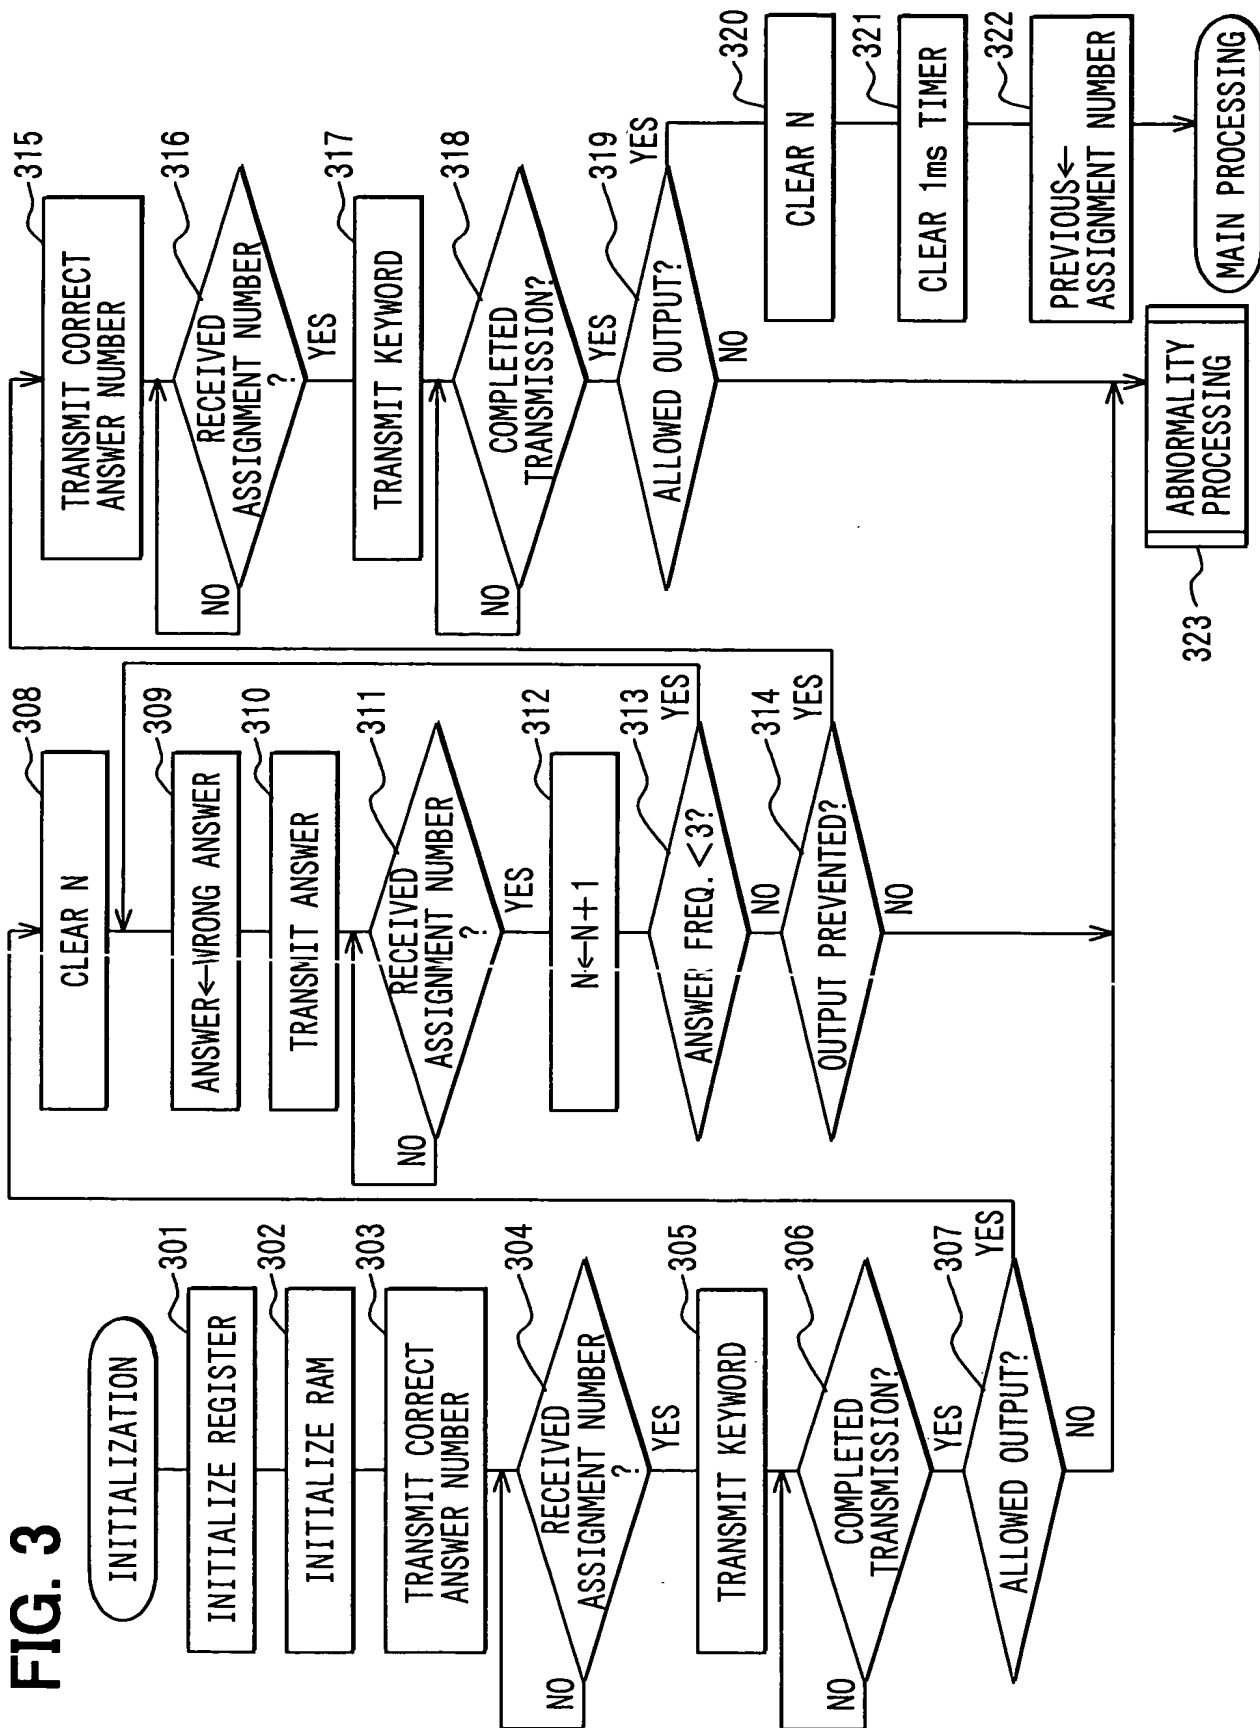 FIG. 3
INITIALIZATION
301
INITIALIZE REGISTER
302
INITIALIZE RAM
303
TRANSMIT CORRECT
ANSWER NUMBER
304
RECEIVED
ASSIGNMENT NUMBER
?
NO
YES
305
TRANSMIT KEYWORD
306
COMPLETED
TRANSMISSION?
NO
YES
307
ALLOWED OUTPUT?
YES
NO
308
CLEAR N
309
ANSWER←WRONG ANSWER
310
TRANSMIT ANSWER
311
RECEIVED
ASSIGNMENT NUMBER
?
NO
YES
312
N←N+1
313
ANSWER FREQ. <3?
YES
NO
314
OUTPUT PREVENTED?
YES
NO
315
TRANSMIT CORRECT
ANSWER NUMBER
316
RECEIVED
ASSIGNMENT NUMBER
?
NO
YES
317
TRANSMIT KEYWORD
318
COMPLETED
TRANSMISSION?
NO
YES
319
ALLOWED OUTPUT?
YES
NO
320
CLEAR N
321
CLEAR 1ms TIMER
322
PREVIOUS←
ASSIGNMENT NUMBER
MAIN PROCESSING
ABNORMALITY
PROCESSING
323